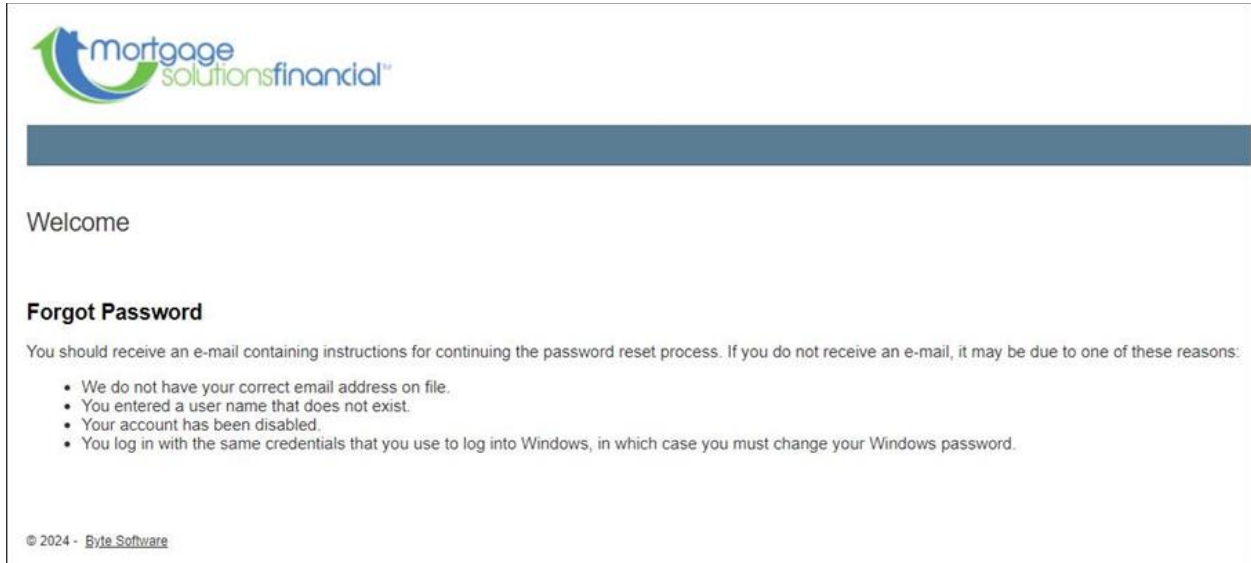 mortgage
solutionsfinancial™
Welcome
Forgot Password
You should receive an e-mail containing instructions for continuing the password reset process. If you do not receive an e-mail, it may be due to one of these reasons:
• We do not have your correct email address on file.
• You entered a user name that does not exist.
• Your account has been disabled.
• You log in with the same credentials that you use to log into Windows, in which case you must change your Windows password.
© 2024 - Byte Software